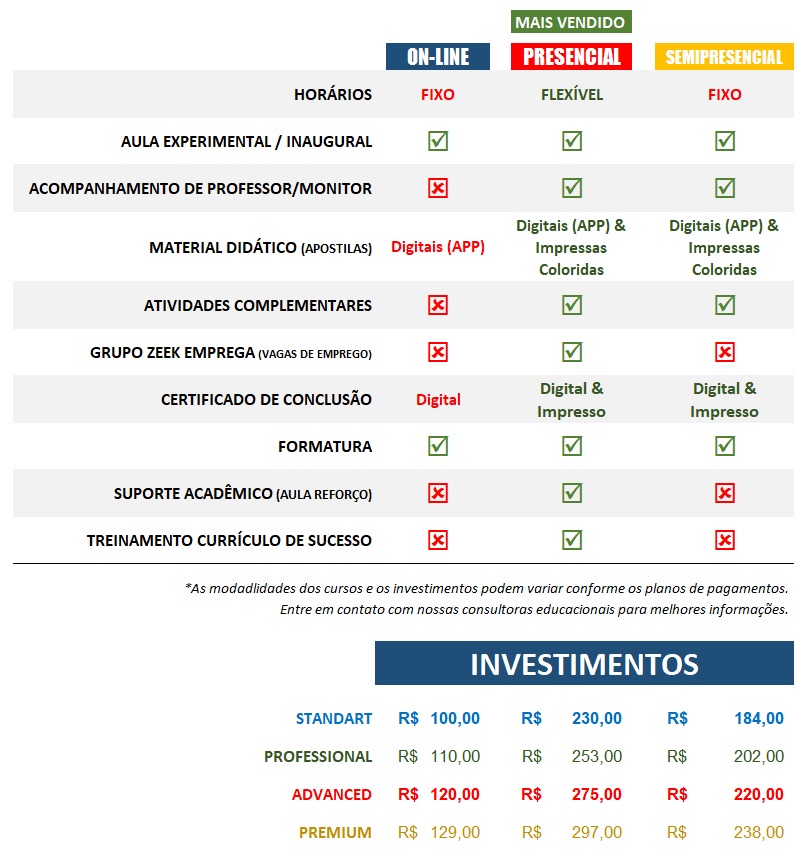 MAIS VENDIDO
ON-LINE PRESENCIAL SEMIPRESENCIAL
HORÁRIOS FIXO FLEXÍVEL FIXO
AULA EXPERIMENTAL / INAUGURAL
ACOMPANHAMENTO DE PROFESSOR/MONITOR
MATERIAL DIDÁTICO (APOSTILAS) Digitais (APP) Digitais (APP) & Digitais (APP) &
Impressas Impressas
Coloridas Coloridas
ATIVIDADES COMPLEMENTARES
GRUPO ZEEK EMPREGA (VAGAS DE EMPREGO)
CERTIFICADO DE CONCLUSÃO Digital Digital & Digital &
Impresso Impresso
FORMATURA
SUPORTE ACADÊMICO (AULA REFORÇO)
TREINAMENTO CURRÍCULO DE SUCESSO
*As modadlidades dos cursos e os investimentos podem variar conforme os planos de pagamentos.
Entre em contato com nossas consultoras educacionais para melhores informações.
INVESTIMENTOS
STANDART R$ 100,00 R$ 230,00 R$ 184,00
PROFESSIONAL R$ 110,00 R$ 253,00 R$ 202,00
ADVANCED R$ 120,00 R$ 275,00 R$ 220,00
PREMIUM R$ 129,00 R$ 297,00 R$ 238,00